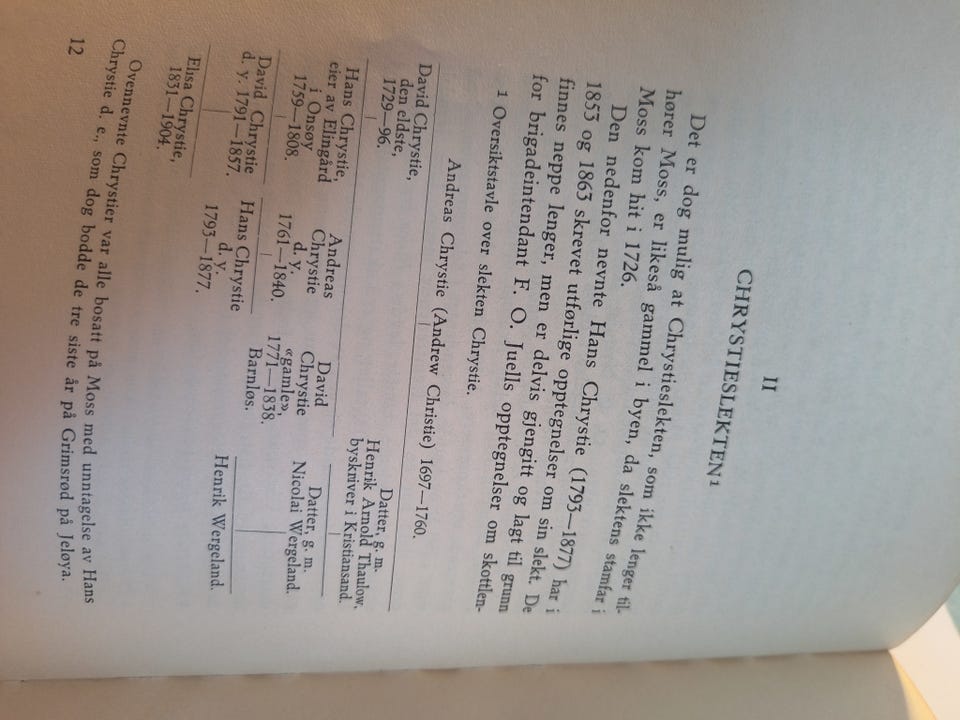 II
CHRYSTIESLEKTEN¹
Det er dog mulig at Chrystieslekten, som ikke lenger til-
hører Moss, er likeså gammel i byen, da slektens stamfar i
Moss kom hit i 1726.
Den nedenfor nevnte Hans Chrystie (1793—1877) har i
1853 og 1863 skrevet utførlige opptegnelser om sin slekt. De
finnes neppe lenger, men er delvis gjengitt og lagt til grunn
for brigadeintendant F. O. Juells opptegnelser om skottlen-
¹ Oversiktstavle over slekten Chrystie.
Andreas Chrystie (Andrew Christie) 1697—1760.
David Chrystie,
den eldste,
1729—96.
Datter, g. m.
Henrik Arnold Thaulow,
byskriver i Kristiansand.
Hans Chrystie,
eier av Elingård
i Onsøy
1759—1808.
Andreas
Chrystie
d. y.
1761—1840.
David
Chrystie
«gamle»,
1771—1838.
Barnløs.
Datter, g. m.
Nicolai Wergeland.
David Chrystie
d. y. 1791—1857.
Hans Chrystie
d. y.
1793—1877.
Henrik Wergeland.
Elisa Chrystie,
1831—1904.
Ovennevnte Chrystier var alle bosatt på Moss med unntagelse av Hans
Chrystie d. e., som dog bodde de tre siste år på Grimsrød på Jeløya.
12